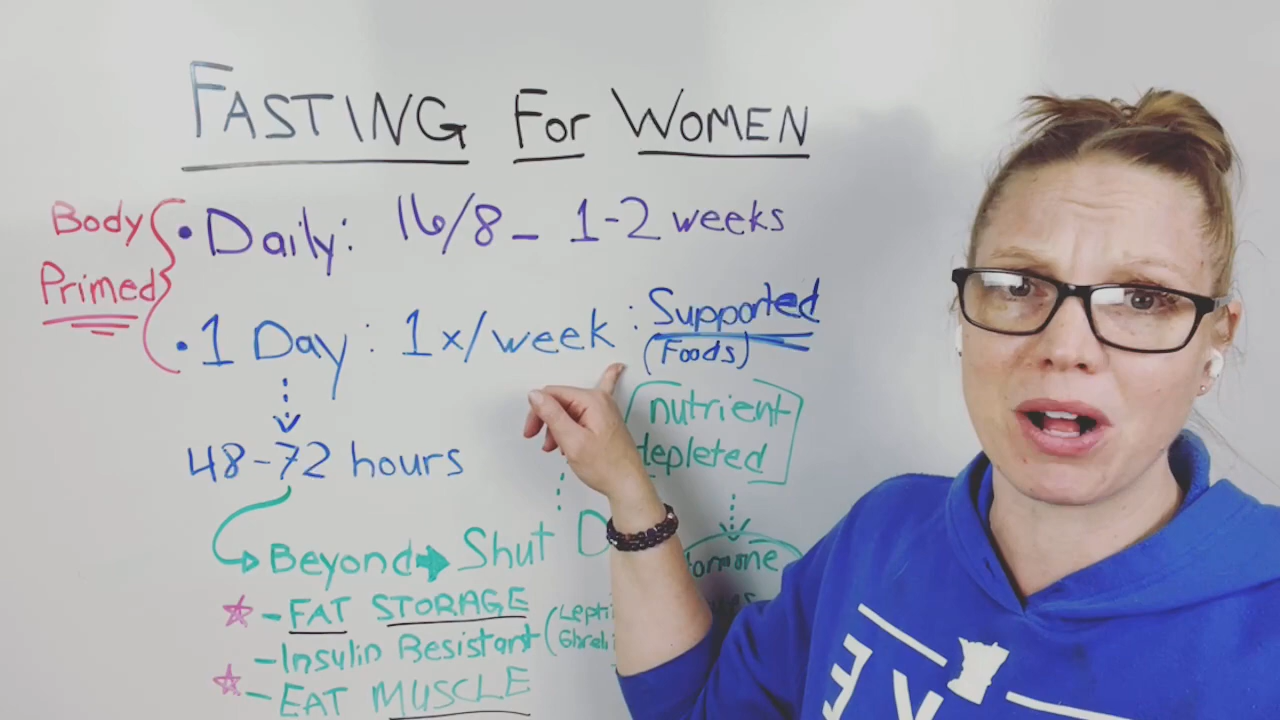 FASTING For WOMEN
Body
Primed
• Daily: 16/8 - 1-2 weeks
• 1 Day: 1x/week : Supported
(Foods)
48-72 hours
nutrient
depleted
Beyond Shut
- FAT STORAGE
- Insulin Resistant
- EAT MUSCLE